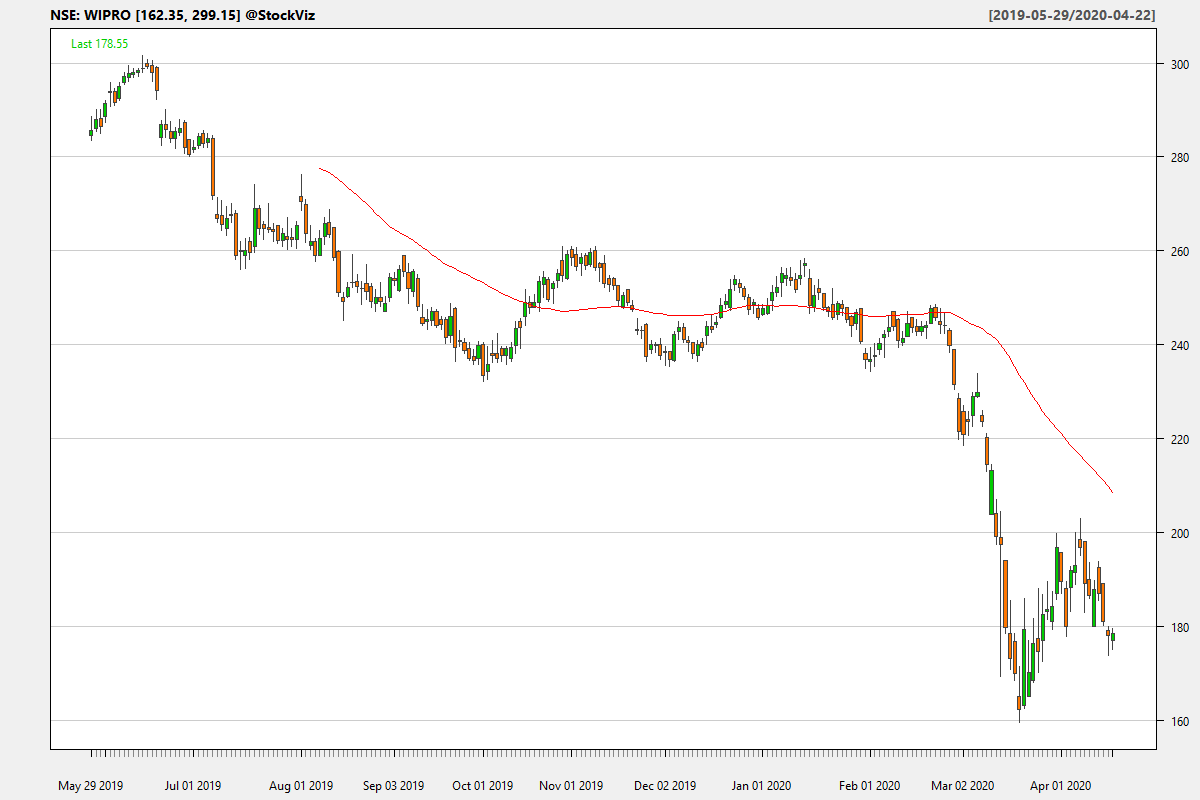 NSE: WIPRO [162.35, 299.15] @StockViz
[2019-05-29/2020-04-22]
Last 178.55
300
280
260
240
220
200
180
160
May 29 2019
Jul 01 2019
Aug 01 2019
Sep 03 2019
Oct 01 2019
Nov 01 2019
Dec 02 2019
Jan 01 2020
Feb 01 2020
Mar 02 2020
Apr 01 2020